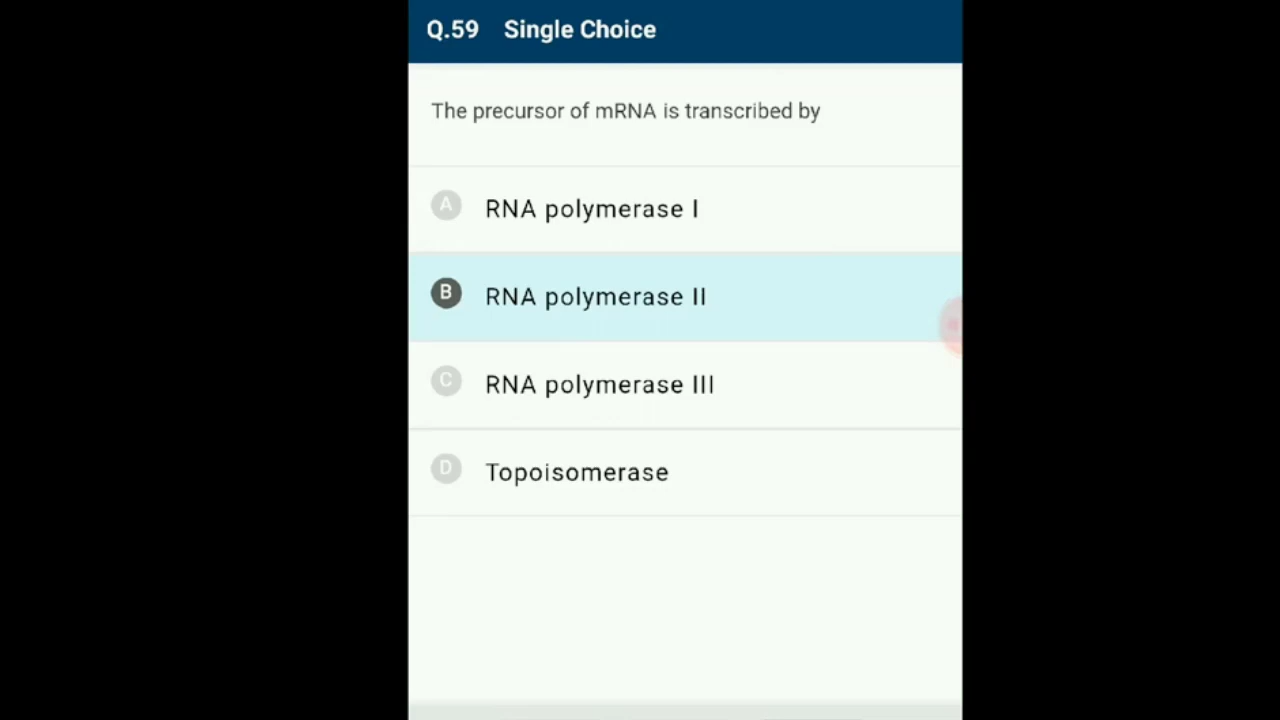 Q.59 Single Choice
The precursor of mRNA is transcribed by
A RNA polymerase I
B RNA polymerase II
C RNA polymerase III
D Topoisomerase